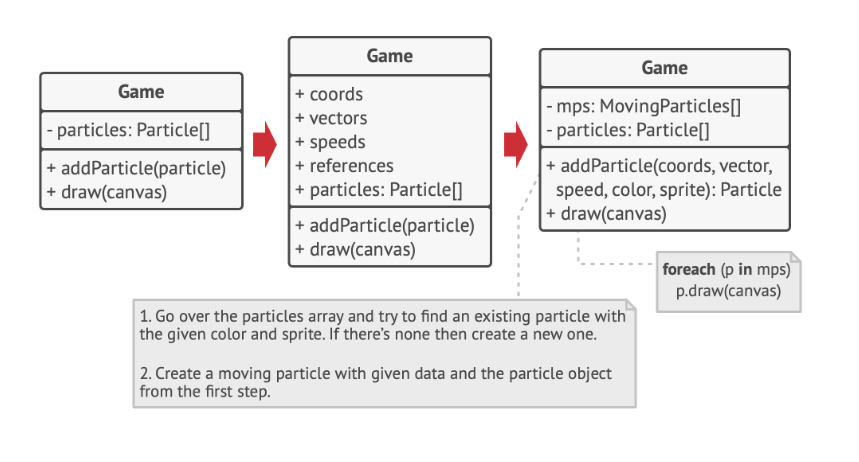 Game
- particles: Particle[]
+ addParticle(particle)
+ draw(canvas)
Game
+ coords
+ vectors
+ speeds
+ references
+ particles: Particle[]
+ addParticle(particle)
+ draw(canvas)
Game
- mps: MovingParticles[]
- particles: Particle[]
+ addParticle(coords, vector,
speed, color, sprite): Particle
+ draw(canvas)
foreach (p in mps)
p.draw(canvas)
1. Go over the particles array and try to find an existing particle with
the given color and sprite. If there’s none then create a new one.
2. Create a moving particle with given data and the particle object
from the first step.